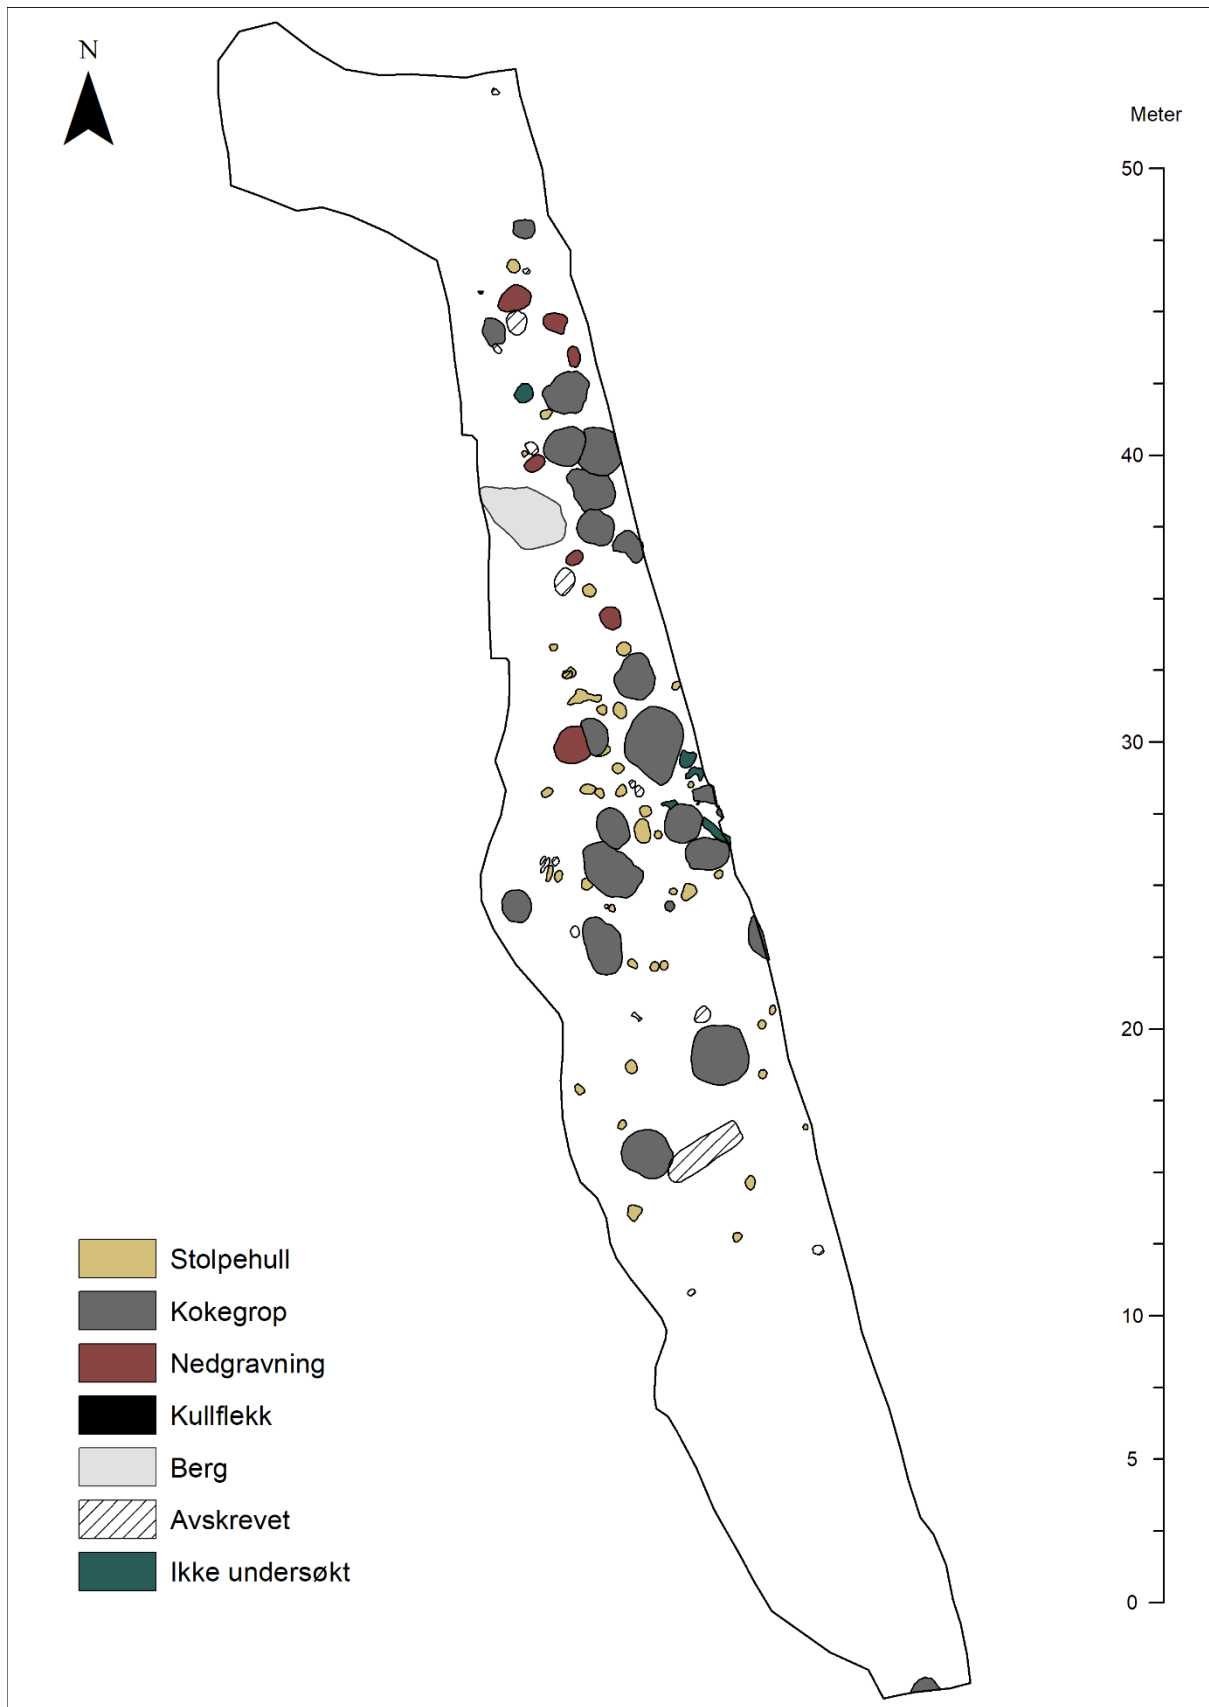 N
Meter
50
40
30
20
10
5
0
Stolpehull
Kokegrop
Nedgravning
Kullflekk
Berg
Avskrevet
Ikke undersøkt